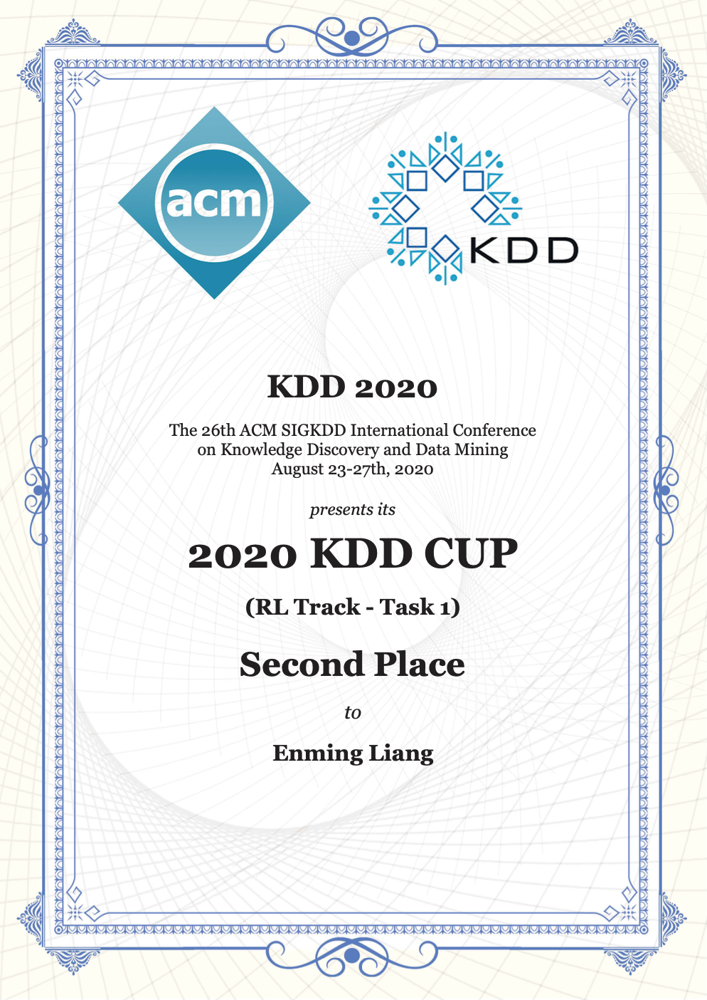 acm
KDD
KDD 2020
The 26th ACM SIGKDD International Conference
on Knowledge Discovery and Data Mining
August 23-27th, 2020
presents its
2020 KDD CUP
(RL Track - Task 1)
Second Place
to
Enming Liang